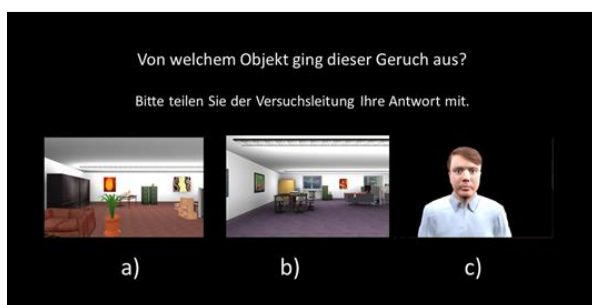 Von welchem Objekt ging dieser Geruch aus?
Bitte teilen Sie der Versuchsleitung Ihre Antwort mit.
a) b) c)